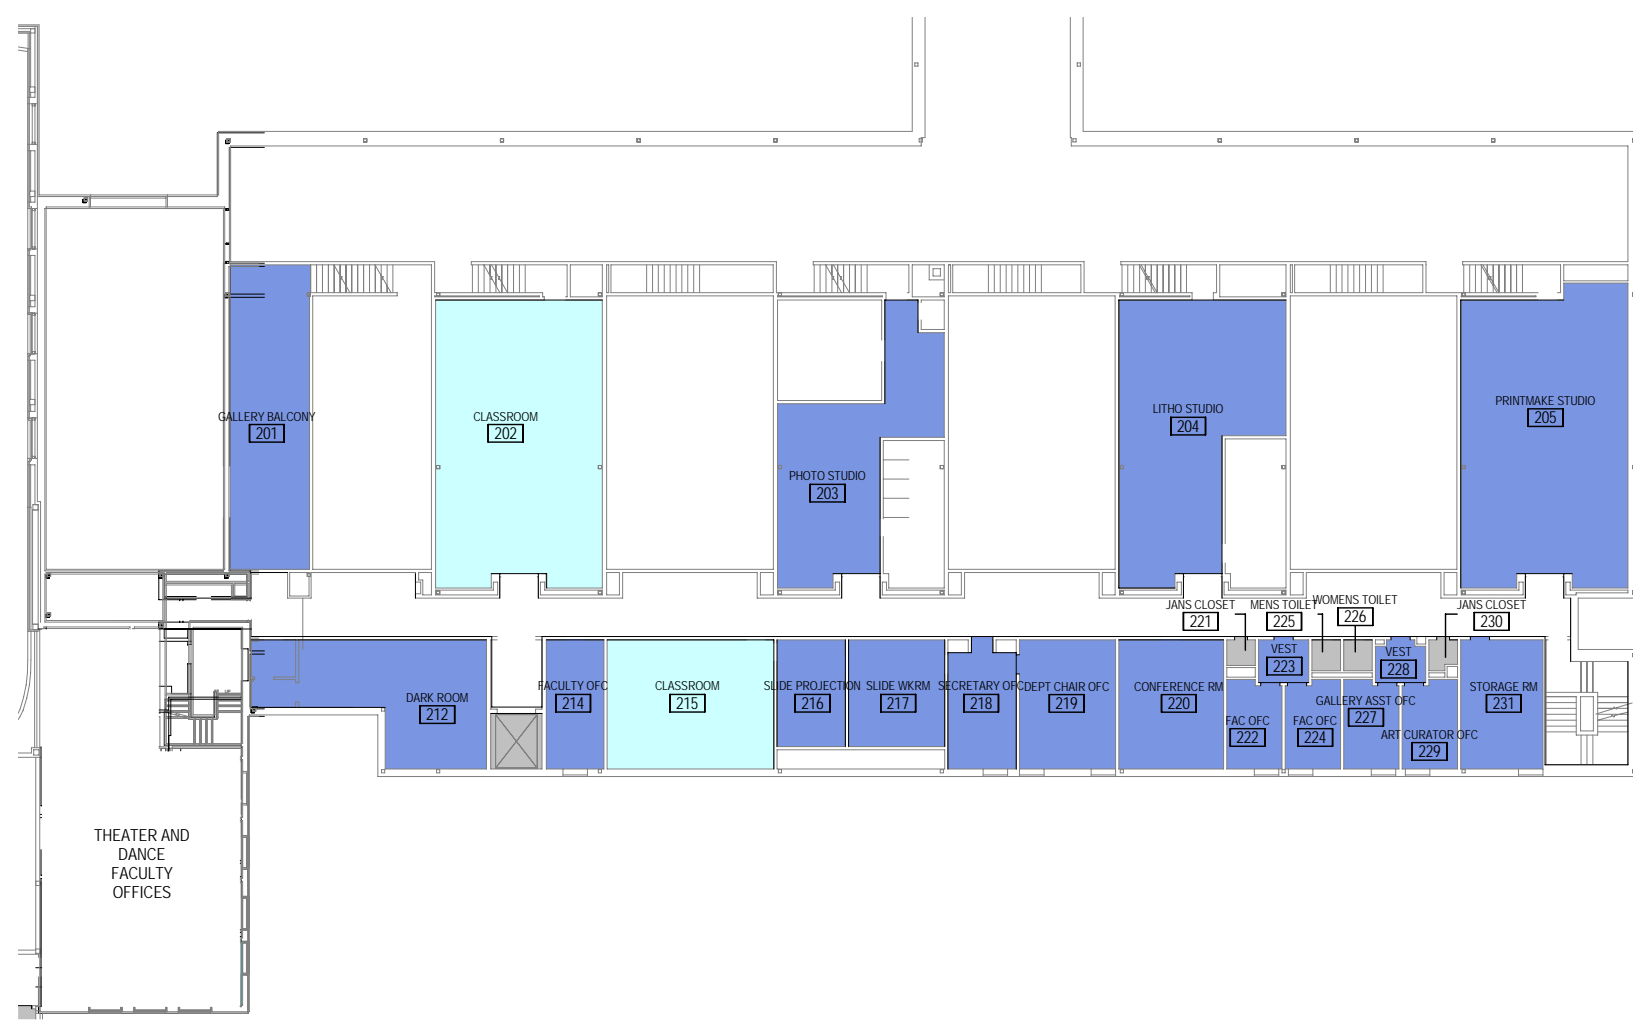 GALLERY BALCONY
201
CLASSROOM
202
PHOTO STUDIO
203
LITHO STUDIO
204
PRINTMAKE STUDIO
205
JANS CLOSET
221
MENS TOILET
225
WOMENS TOILET
226
JANS CLOSET
230
DARK ROOM
212
FACULTY OFC
214
CLASSROOM
215
SLIDE PROJECTION
216
SLIDE WKRM
217
SECRETARY OFC
218
DEPT CHAIR OFC
219
CONFERENCE RM
220
VEST
223
VEST
228
FAC OFC
222
FAC OFC
224
GALLERY ASST OFC
227
ART CURATOR OFC
229
STORAGE RM
231
UP
THEATER AND
DANCE
FACULTY
OFFICES